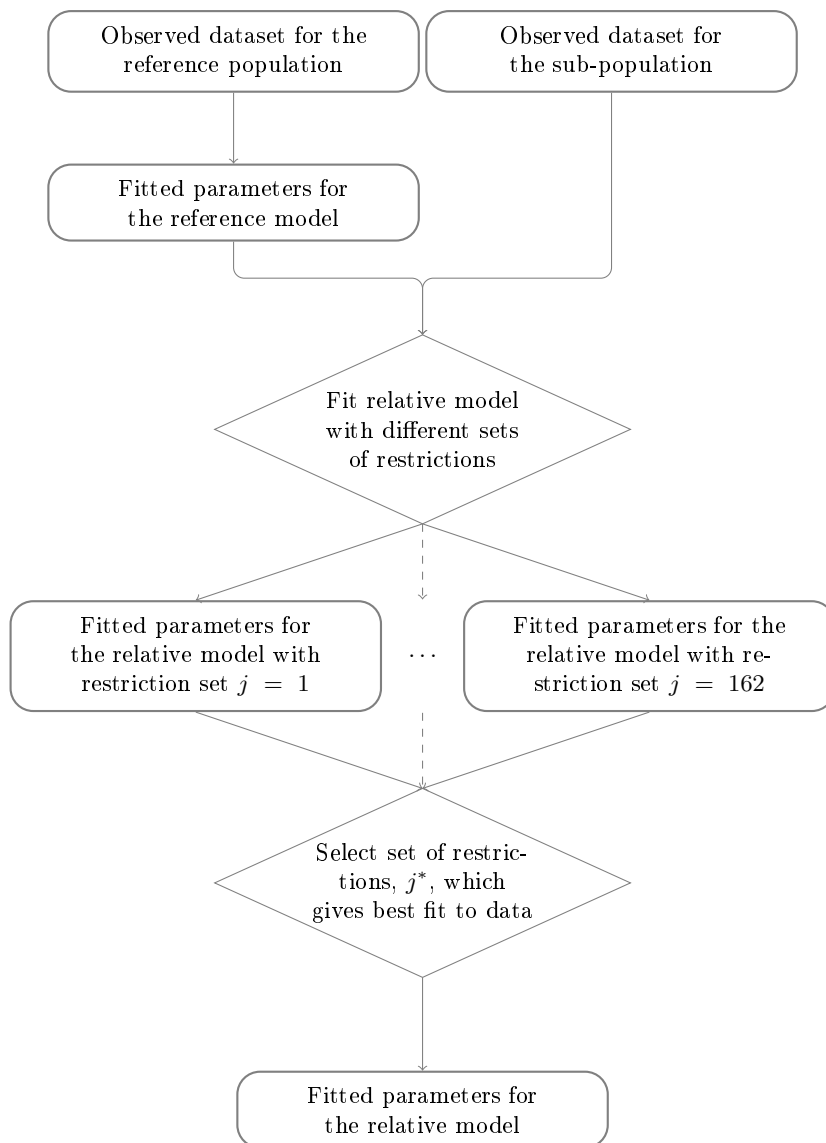 Observed dataset for the
reference population
Observed dataset for
the sub-population
Fitted parameters for
the reference model
Fit relative model
with different sets
of restrictions
Fitted parameters for
the relative model with
restriction set j = 1
...
Fitted parameters for the
relative model with re-
striction set j = 162
Select set of restric-
tions, j*, which
gives best fit to data
Fitted parameters for
the relative model